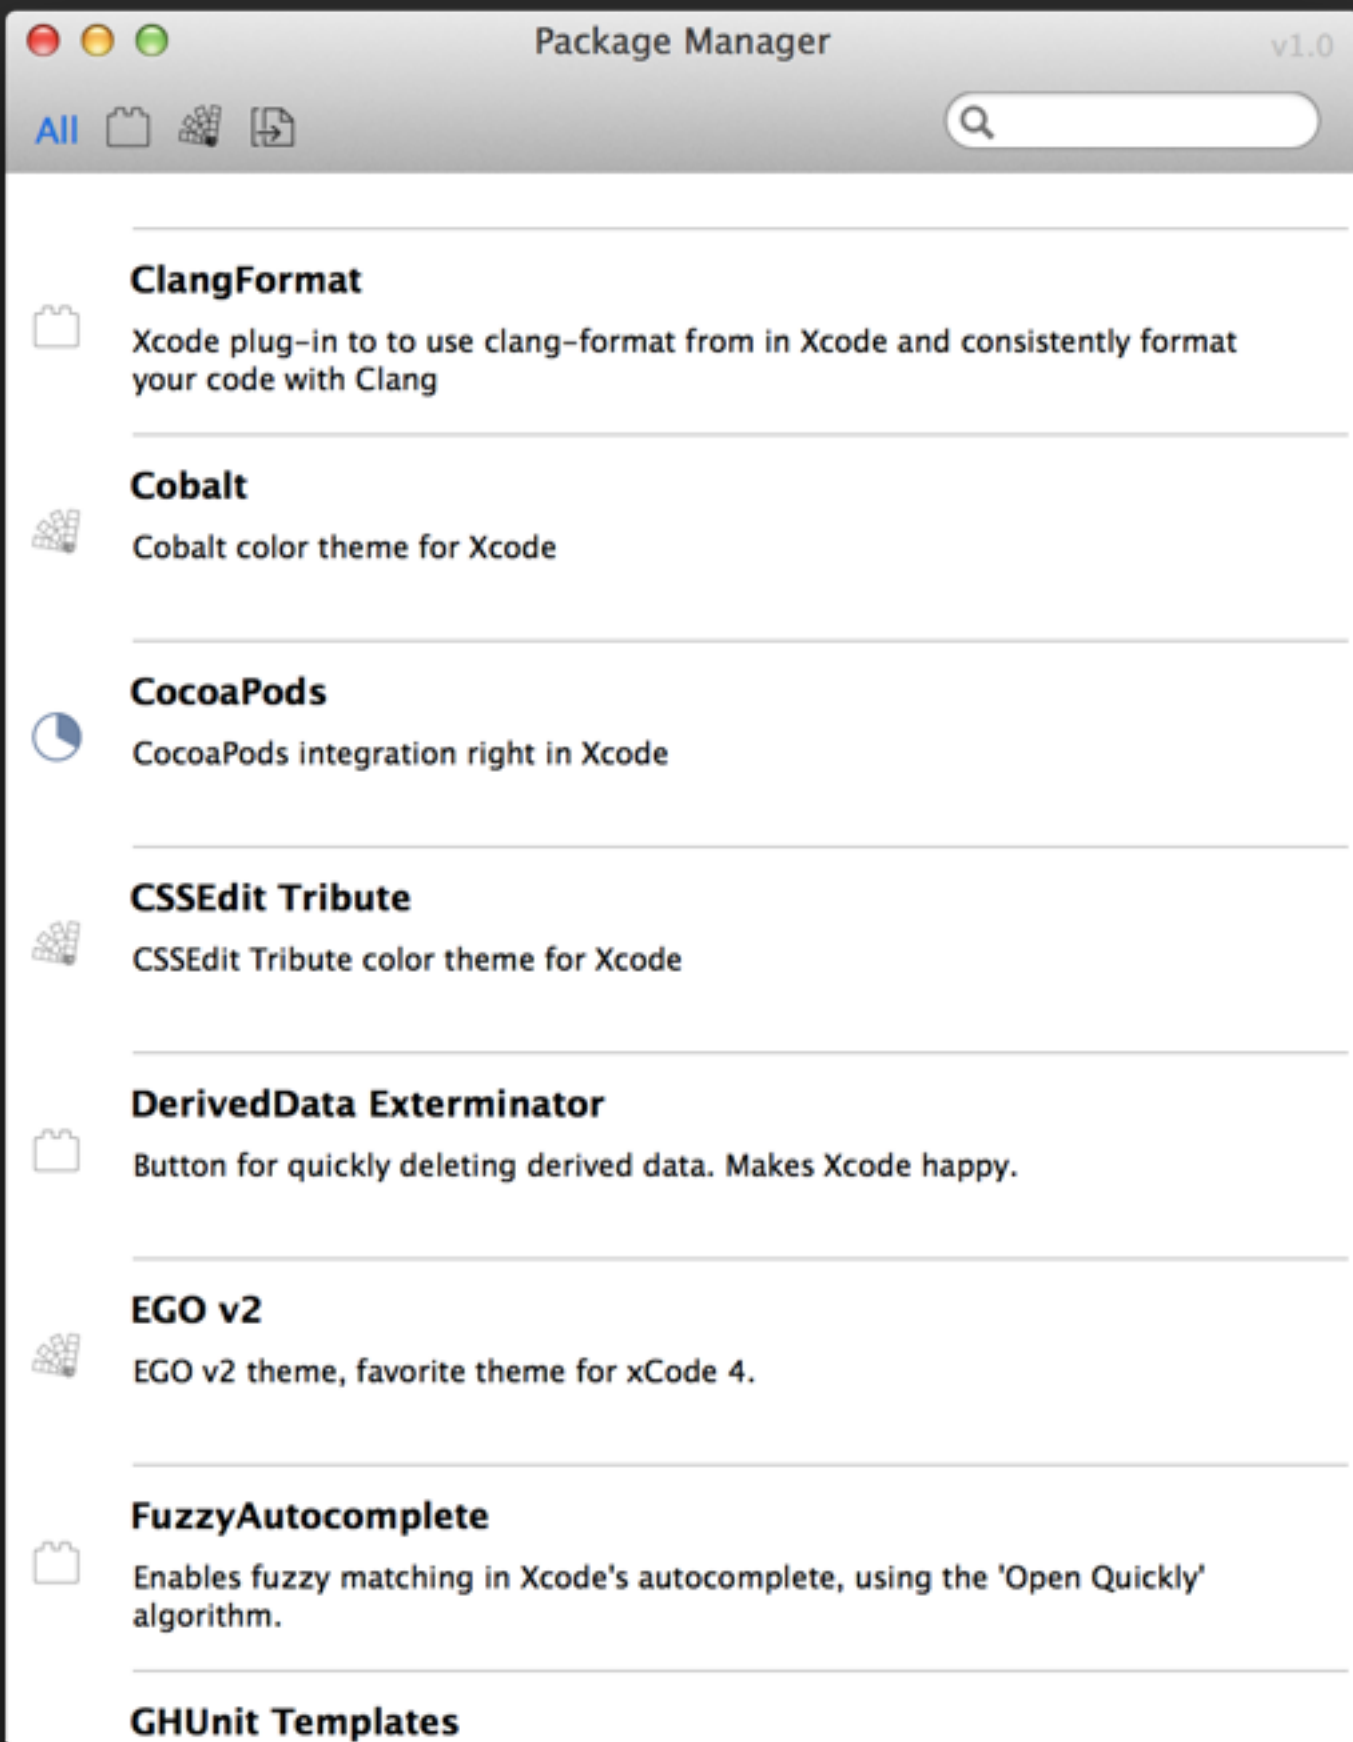 Package Manager
v1.0
All
ClangFormat
Xcode plug-in to to use clang-format from in Xcode and consistently format
your code with Clang
Cobalt
Cobalt color theme for Xcode
CocoaPods
CocoaPods integration right in Xcode
CSSEdit Tribute
CSSEdit Tribute color theme for Xcode
DerivedData Exterminator
Button for quickly deleting derived data. Makes Xcode happy.
EGO v2
EGO v2 theme, favorite theme for xCode 4.
FuzzyAutocomplete
Enables fuzzy matching in Xcode's autocomplete, using the 'Open Quickly'
algorithm.
GHUnit Templates